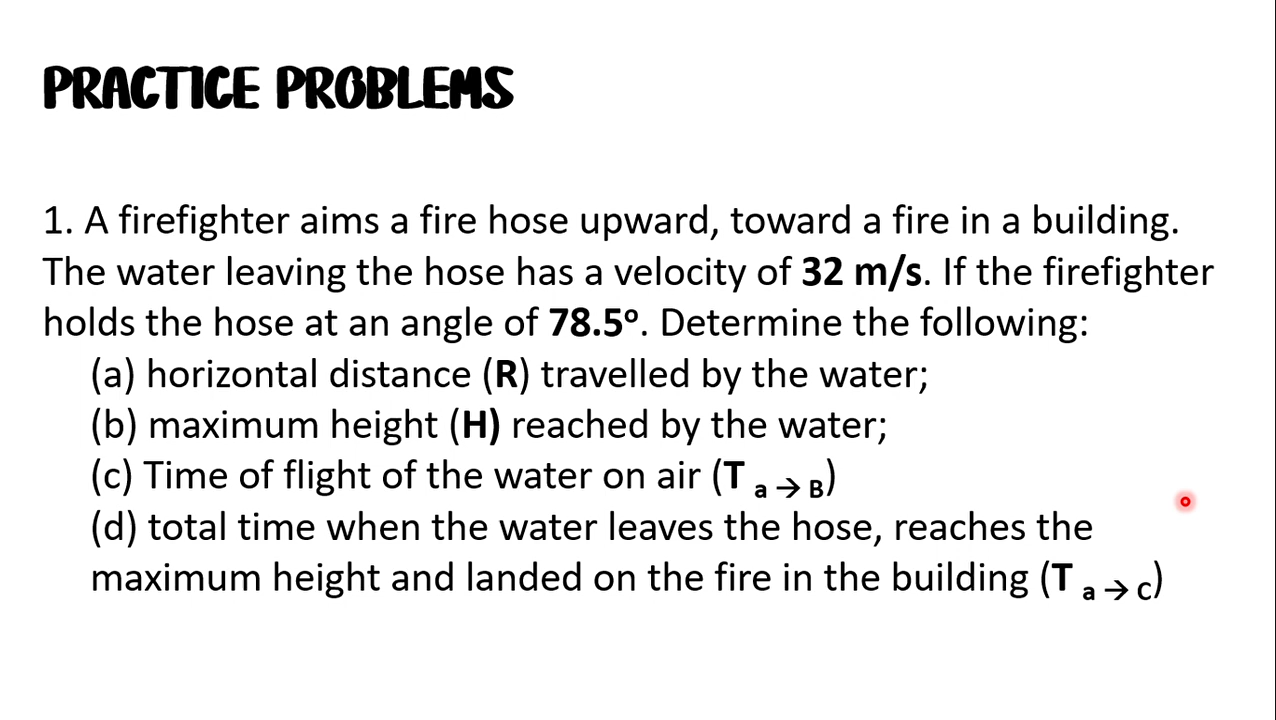 PRACTICE PROBLEMS
1. A firefighter aims a fire hose upward, toward a fire in a building.
The water leaving the hose has a velocity of 32 m/s. If the firefighter
holds the hose at an angle of 78.5º. Determine the following:
(a) horizontal distance (R) travelled by the water;
(b) maximum height (H) reached by the water;
(c) Time of flight of the water on air (T a → B)
(d) total time when the water leaves the hose, reaches the
maximum height and landed on the fire in the building (T a → C)